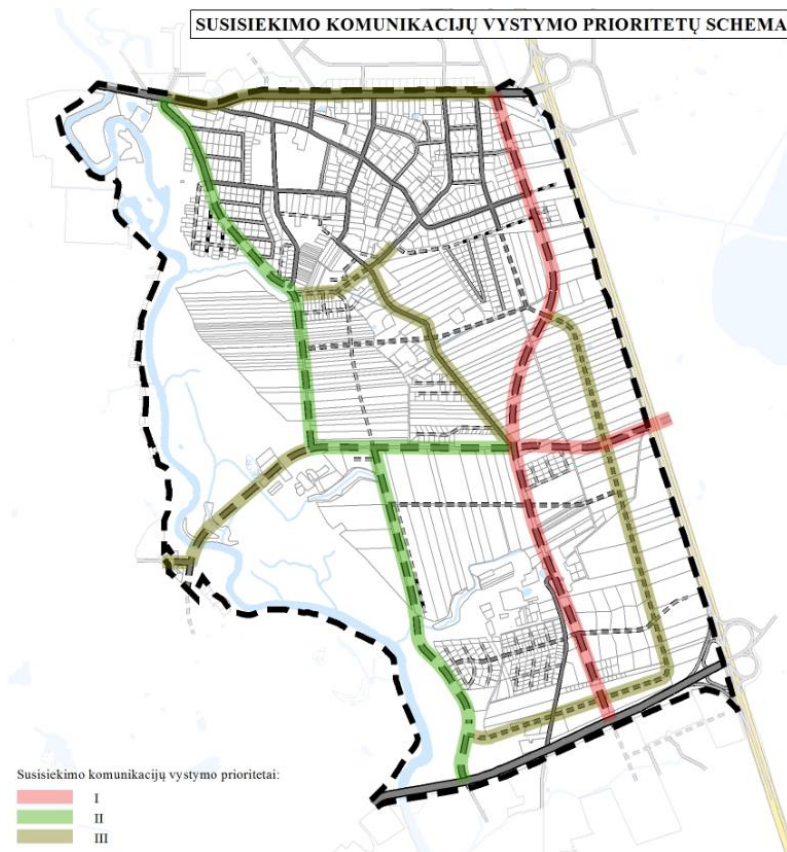 SUSISIEKIMO KOMUNIKACIJŲ VYSTYMO PRIORITETŲ SCHEMA
Susisiekimo komunikacijų vystymo prioritetai:
I
II
III